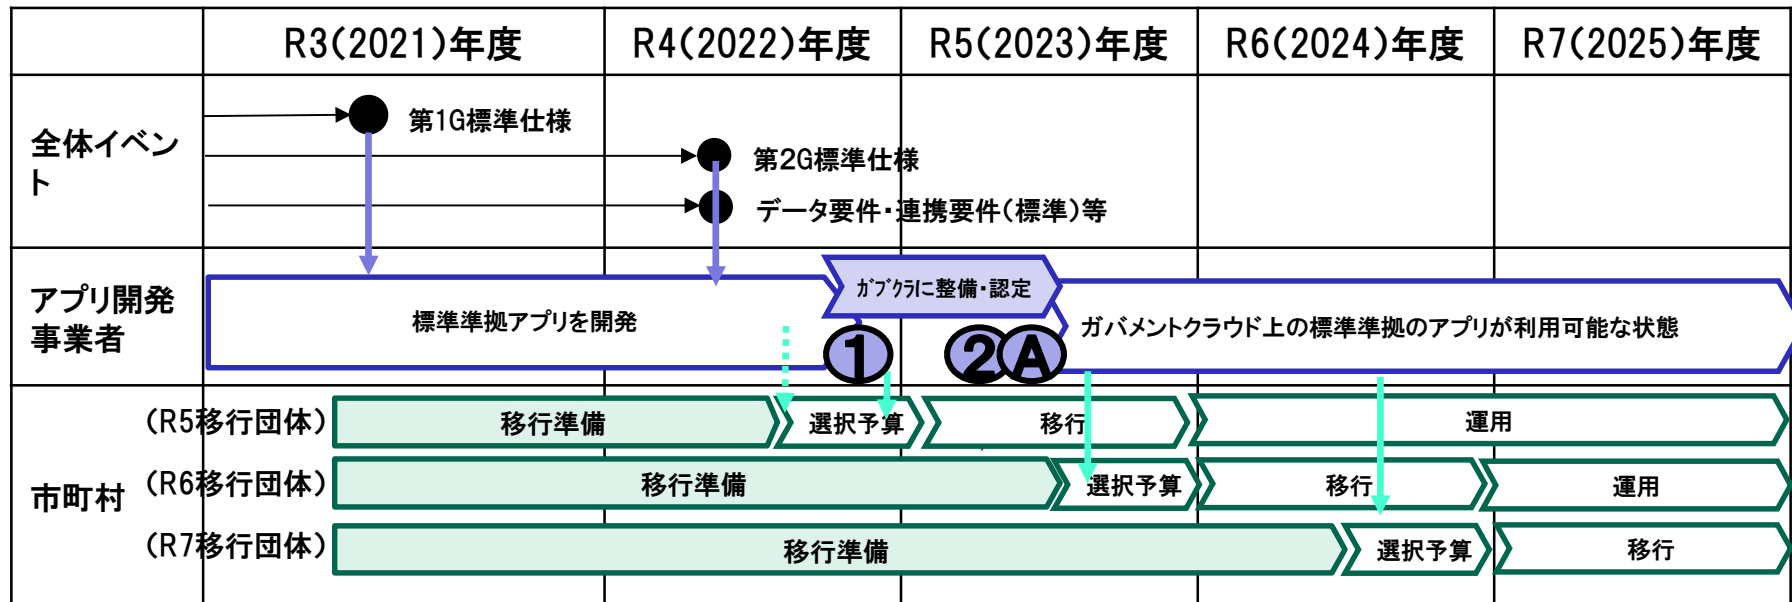 R3(2021)年度
R4(2022)年度
R5(2023)年度
R6(2024)年度
R7(2025)年度
全体イベン
ト
第1G標準仕様
第2G標準仕様
データ要件・連携要件(標準)等
アプリ開発
事業者
標準準拠アプリを開発
ｶﾞﾌﾞｸﾗに整備・認定
ガバメントクラウド上の標準準拠のアプリが利用可能な状態
①
②
A
市町村
(R5移行団体)
移行準備
選択予算
移行
運用
(R6移行団体)
移行準備
選択予算
移行
運用
(R7移行団体)
移行準備
選択予算
移行